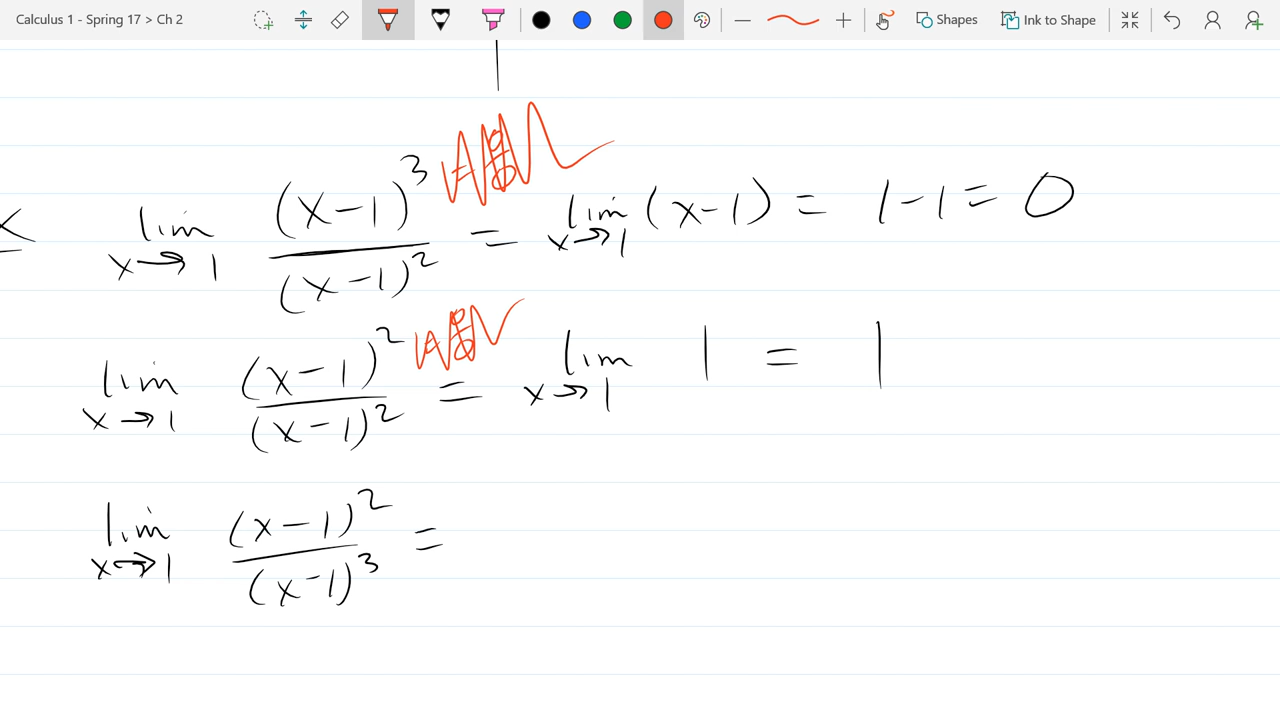 Calculus 1 - Spring 17 > Ch 2
Shapes
Ink to Shape
lim x→1 (x-1)^3 / (x-1)^2 = lim x→1 (x-1) = 1-1 = 0
lim x→1 (x-1)^2 / (x-1)^2 = lim x→1 1 = 1
lim x→1 (x-1)^2 / (x-1)^3 =